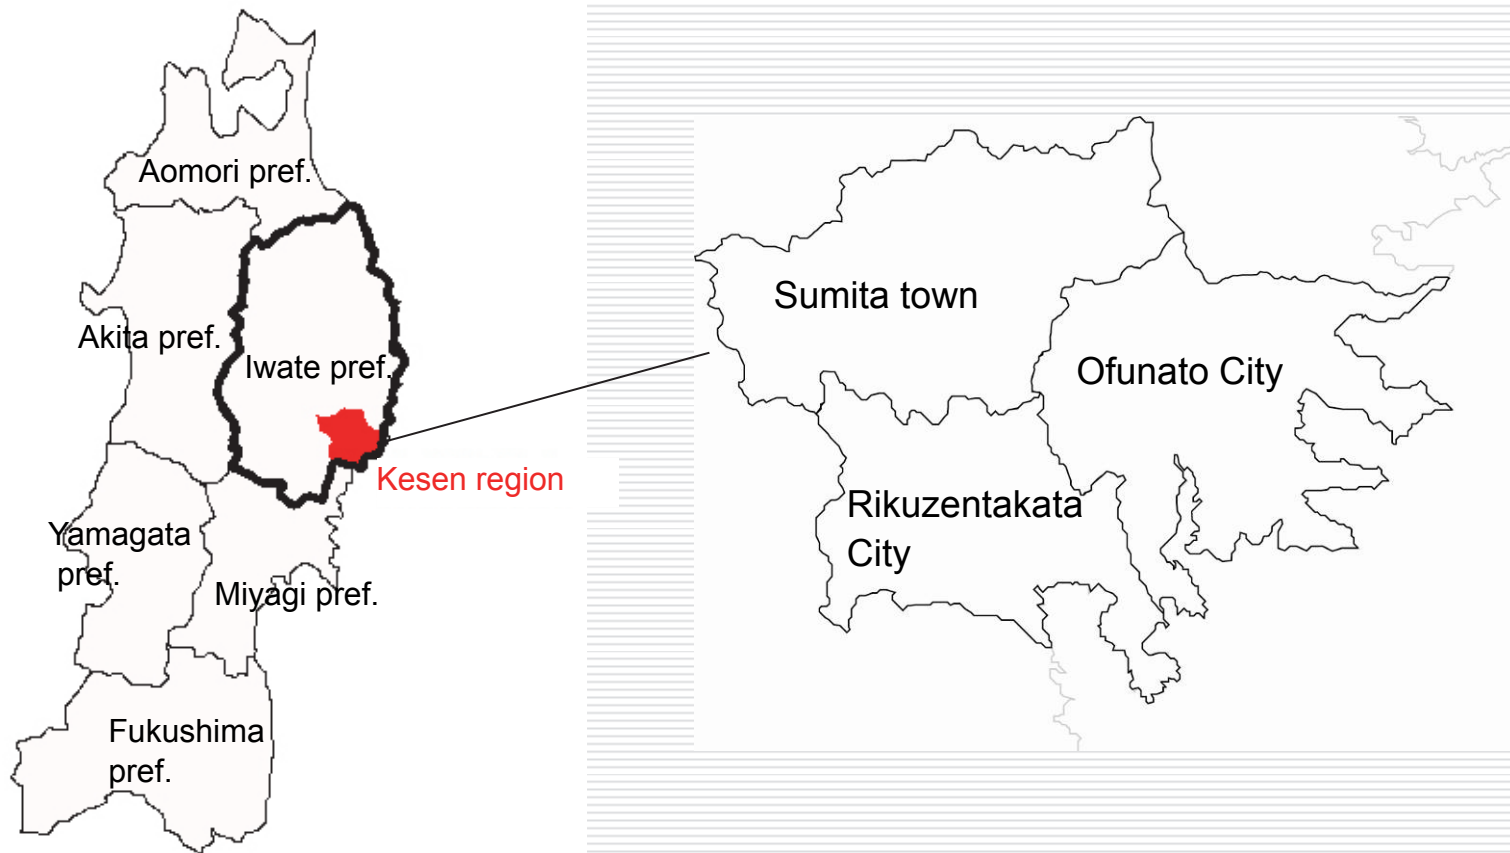 Aomori pref.
Akita pref.
Iwate pref.
Kesen region
Yamagata
pref.
Miyagi pref.
Fukushima
pref.
Sumita town
Ofunato City
Rikuzentakata
City